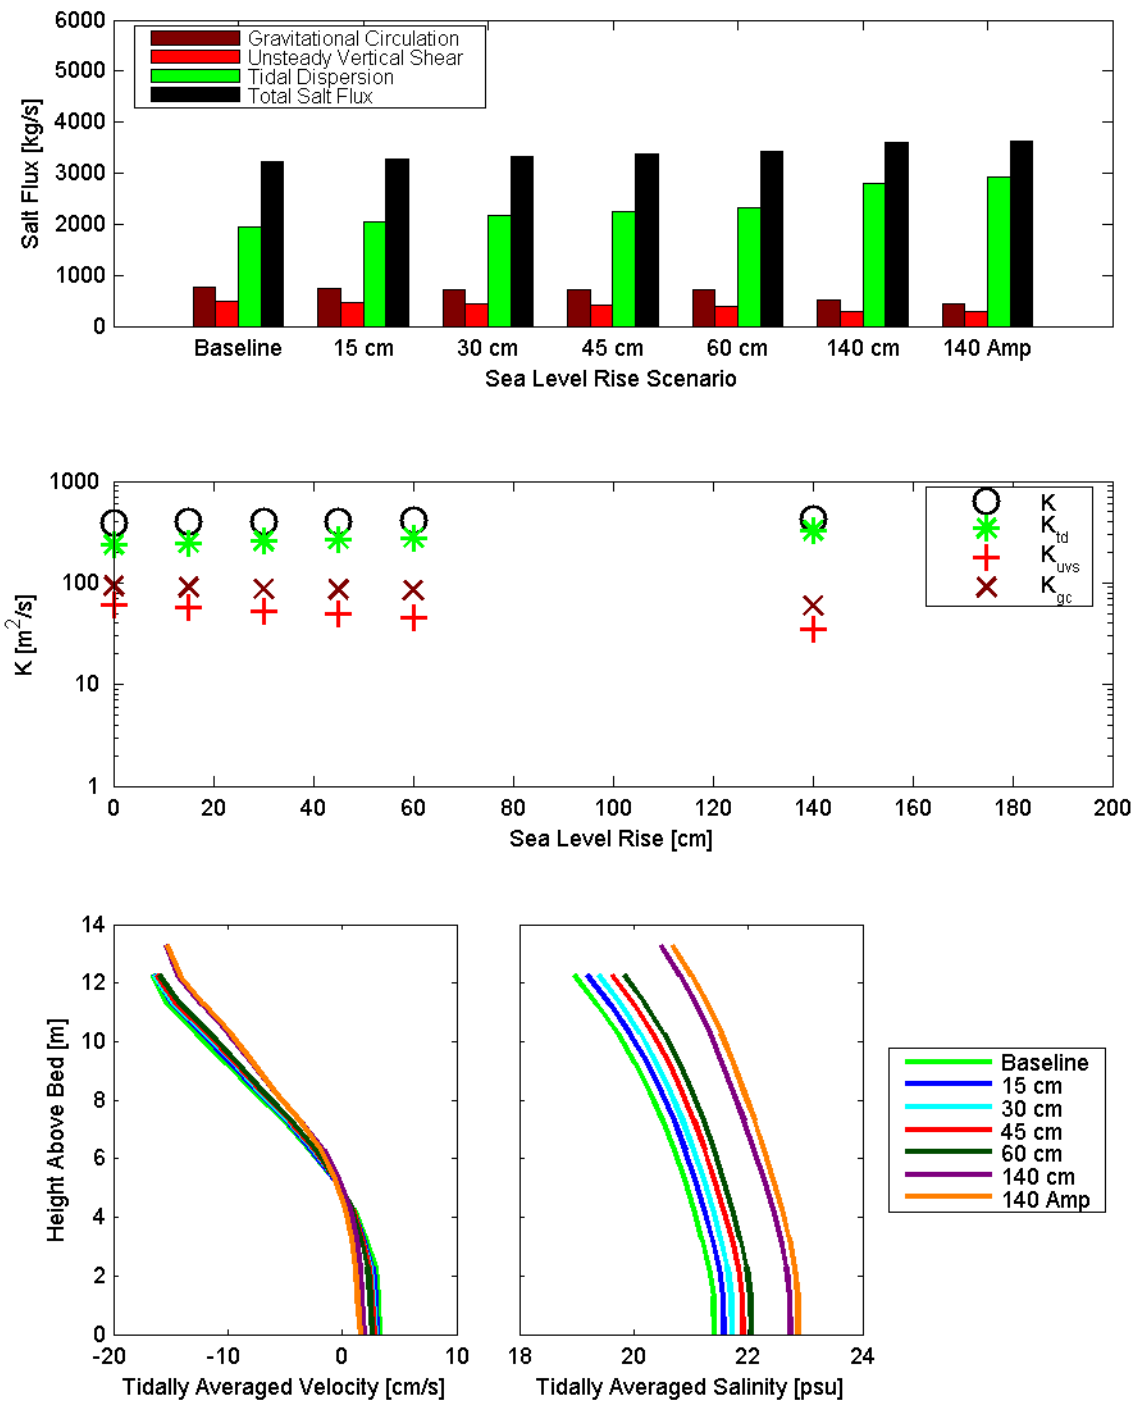 6000
5000
4000
3000
2000
1000
0
Salt Flux [kg/s]
Gravitational Circulation
Unsteady Vertical Shear
Tidal Dispersion
Total Salt Flux
Baseline 15 cm 30 cm 45 cm 60 cm 140 cm 140 Amp
Sea Level Rise Scenario
1000
100
10
1
K [m²/s]
K
K_td
K_uvs
K_gc
0 20 40 60 80 100 120 140 160 180 200
Sea Level Rise [cm]
14
12
10
8
6
4
2
0
Height Above Bed [m]
-20 -10 0 10
Tidally Averaged Velocity [cm/s]
18 20 22 24
Tidally Averaged Salinity [psu]
Baseline
15 cm
30 cm
45 cm
60 cm
140 cm
140 Amp